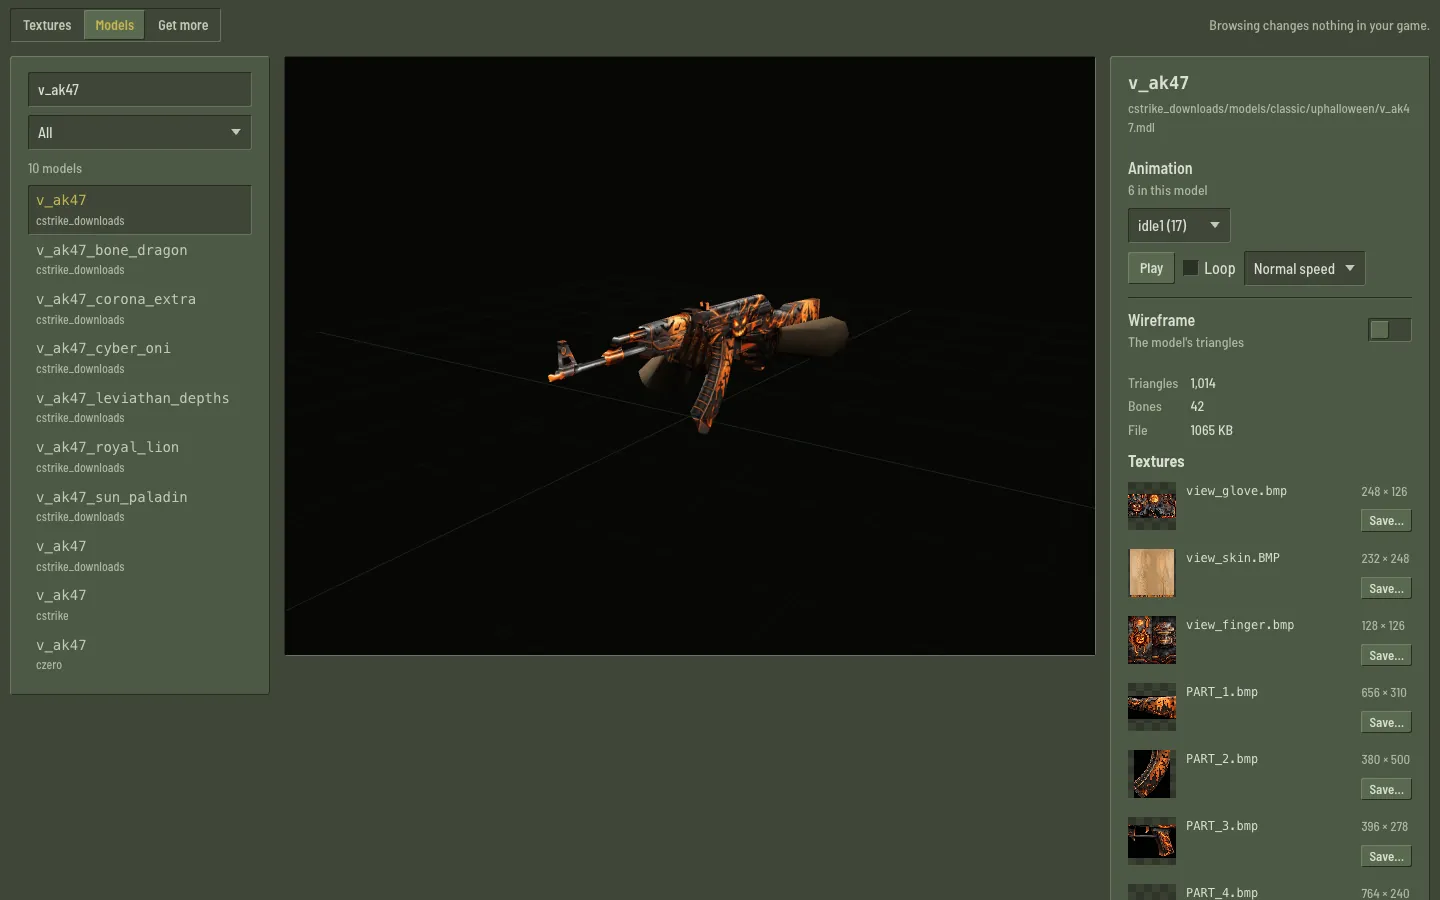 Textures
Models
Get more
Browsing changes nothing in your game.
v_ak47
All
10 models
v_ak47
cstrike_downloads
v_ak47_bone_dragon
cstrike_downloads
v_ak47_corona_extra
cstrike_downloads
v_ak47_cyber_oni
cstrike_downloads
v_ak47_leviathan_depths
cstrike_downloads
v_ak47_royal_lion
cstrike_downloads
v_ak47_sun_paladin
cstrike_downloads
v_ak47
cstrike_downloads
v_ak47
cstrike
v_ak47
czero
v_ak47
cstrike_downloads/models/classic/uphalloween/v_ak4
7.mdl
Animation
6 in this model
idle1 (17)
Play
Loop
Normal speed
Wireframe
The model's triangles
Triangles 1,014
Bones 42
File 1065 KB
Textures
view_glove.bmp 248 × 126
Save...
view_skin.BMP 232 × 248
Save...
view_finger.bmp 128 × 126
Save...
PART_1.bmp 656 × 310
Save...
PART_2.bmp 380 × 500
Save...
PART_3.bmp 396 × 278
Save...
PART_4.bmp 764 × 240